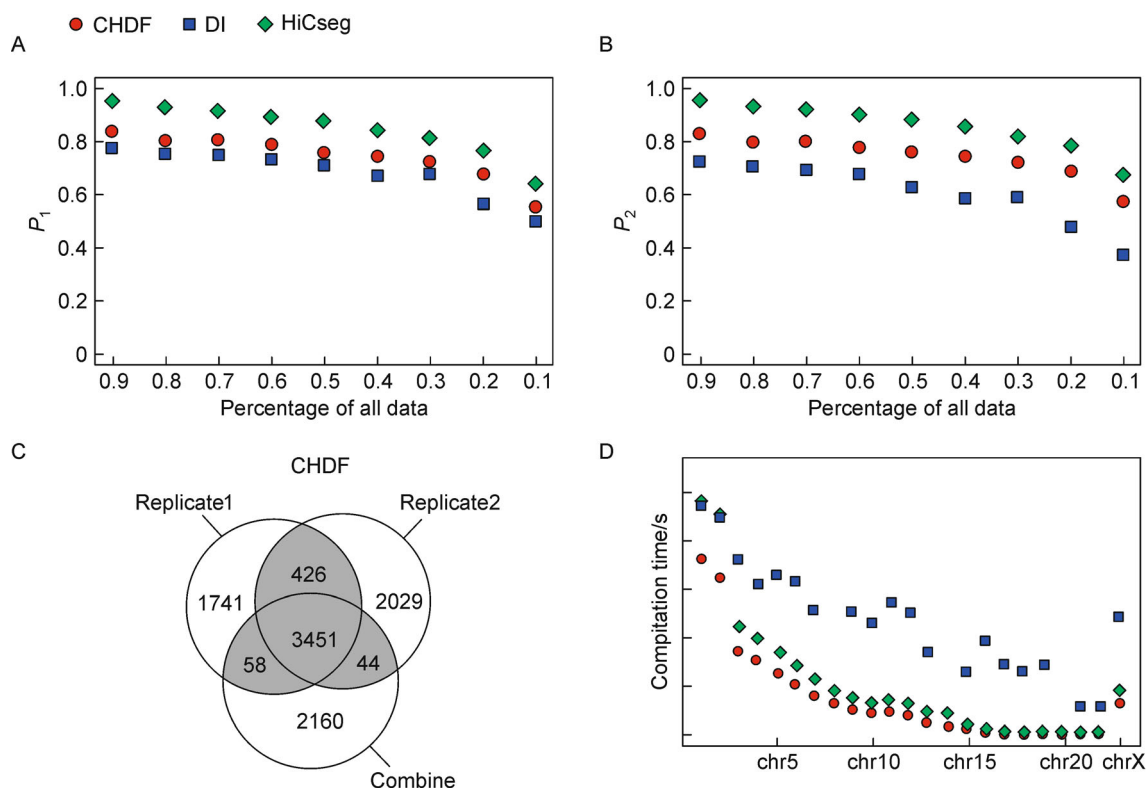 CHDF DI HiCseg
A
B
1.0
0.8
0.6
0.4
0.2
0
P1
0.9 0.8 0.7 0.6 0.5 0.4 0.3 0.2 0.1
Percentage of all data
1.0
0.8
0.6
0.4
0.2
0
P2
0.9 0.8 0.7 0.6 0.5 0.4 0.3 0.2 0.1
Percentage of all data
C
CHDF
Replicate1
Replicate2
426
1741
2029
3451
58
44
2160
Combine
D
Compitation time/s
chr5 chr10 chr15 chr20 chrX